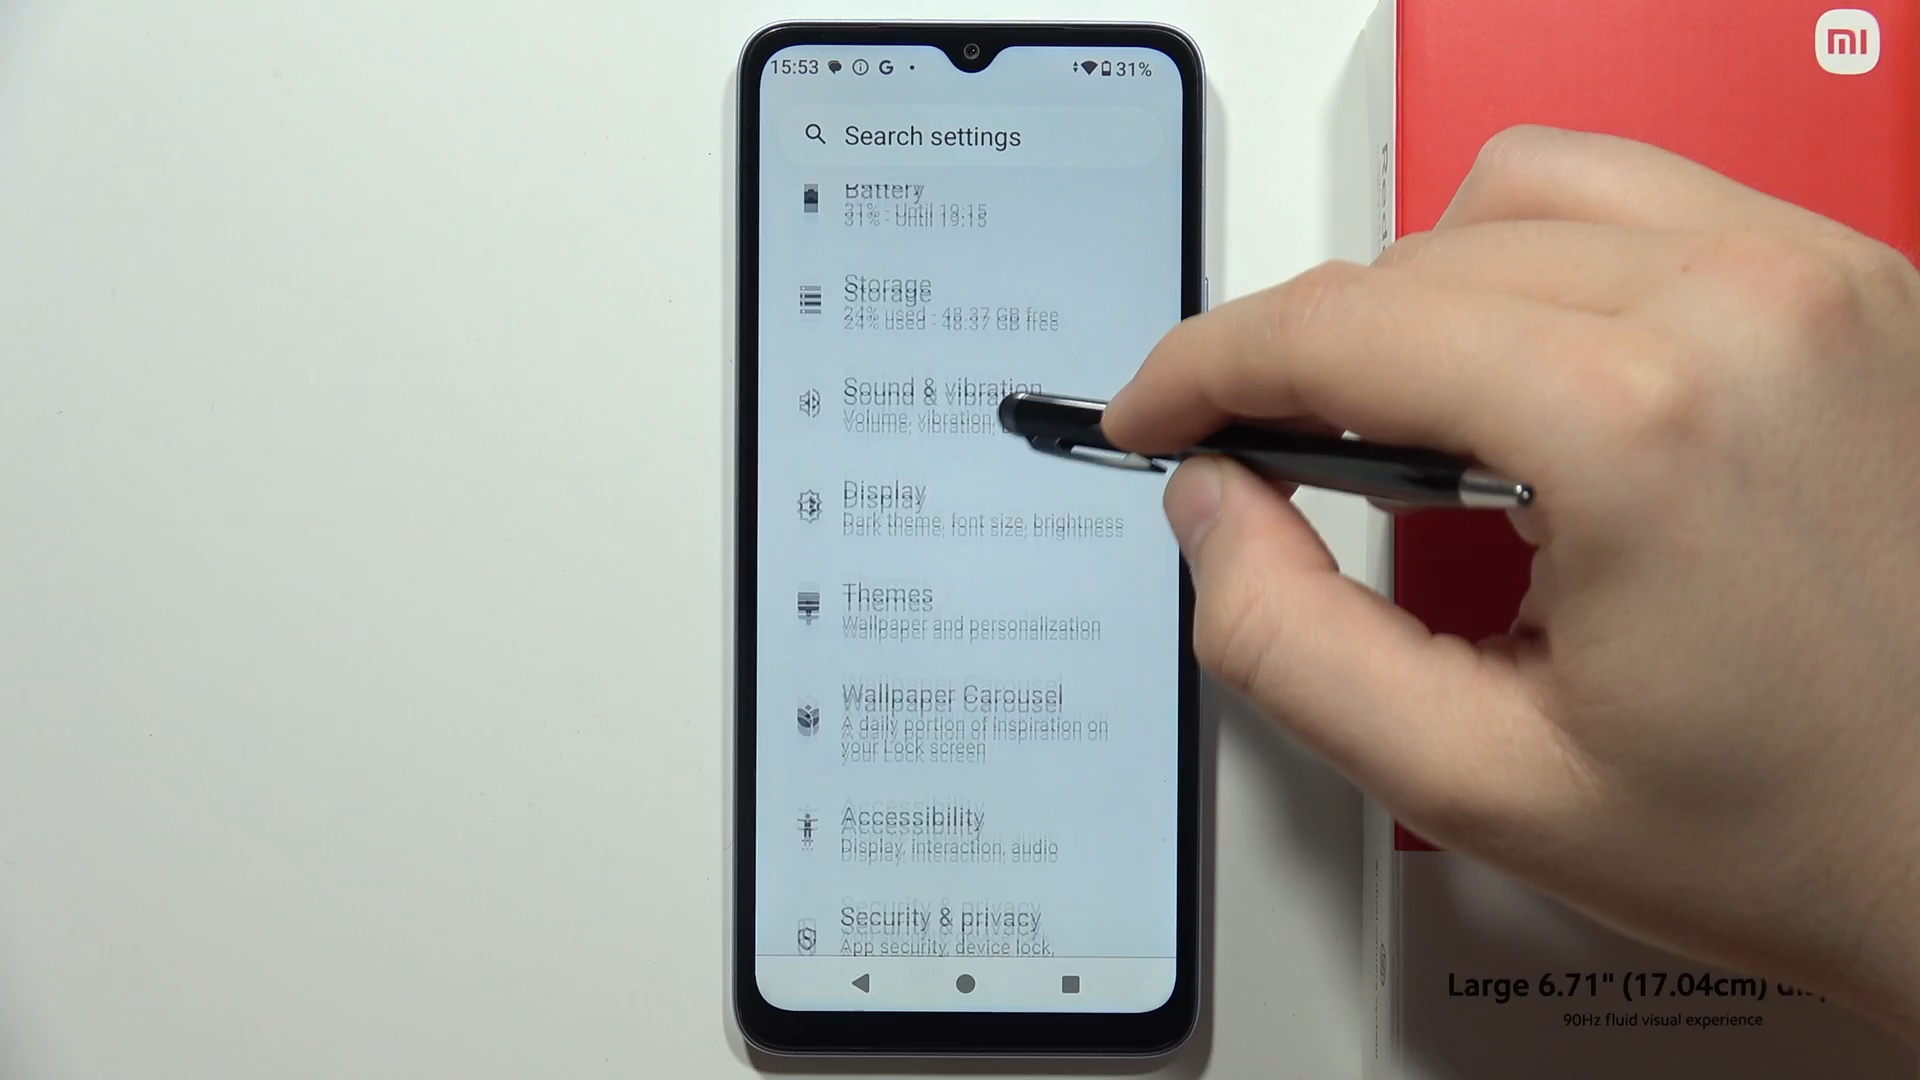 15:53
31%
Search settings
Battery
31% - Until 19:15
Storage
24% used - 48.37 GB free
Sound & vibration
Volume, vibration,
Display
Dark theme, font size, brightness
Themes
Wallpaper and personalization
Wallpaper Carousel
A daily portion of inspiration on
your Lock screen
Accessibility
Display, interaction, audio
Security & privacy
App security, device lock,
mi
Large 6.71" (17.04cm)
90Hz fluid visual experience